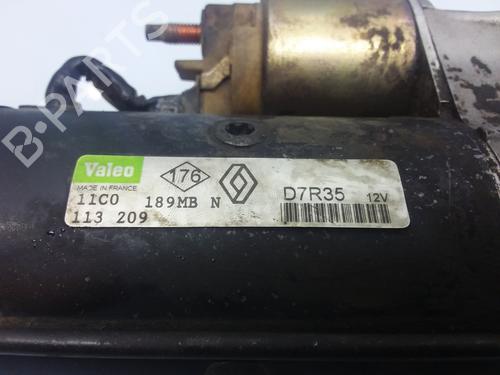 B-PARTS
Valeo
MADE IN FRANCE
176
D7R35
12V
11C0 189MB N
113 209